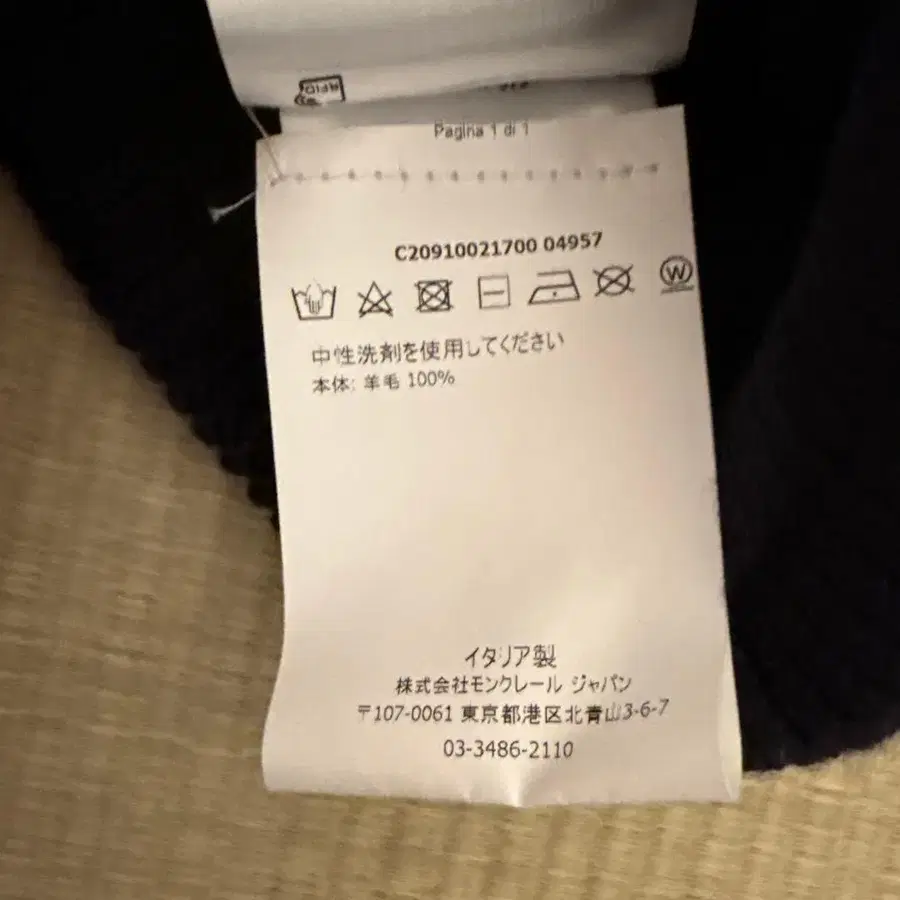 RFID
Pagina 1 di 1
C20910021700 04957
W
中性洗剤を使用してください
本体: 羊毛 100%
イタリア製
株式会社モンクレール ジャパン
〒107-0061 東京都港区北青山3-6-7
03-3486-2110